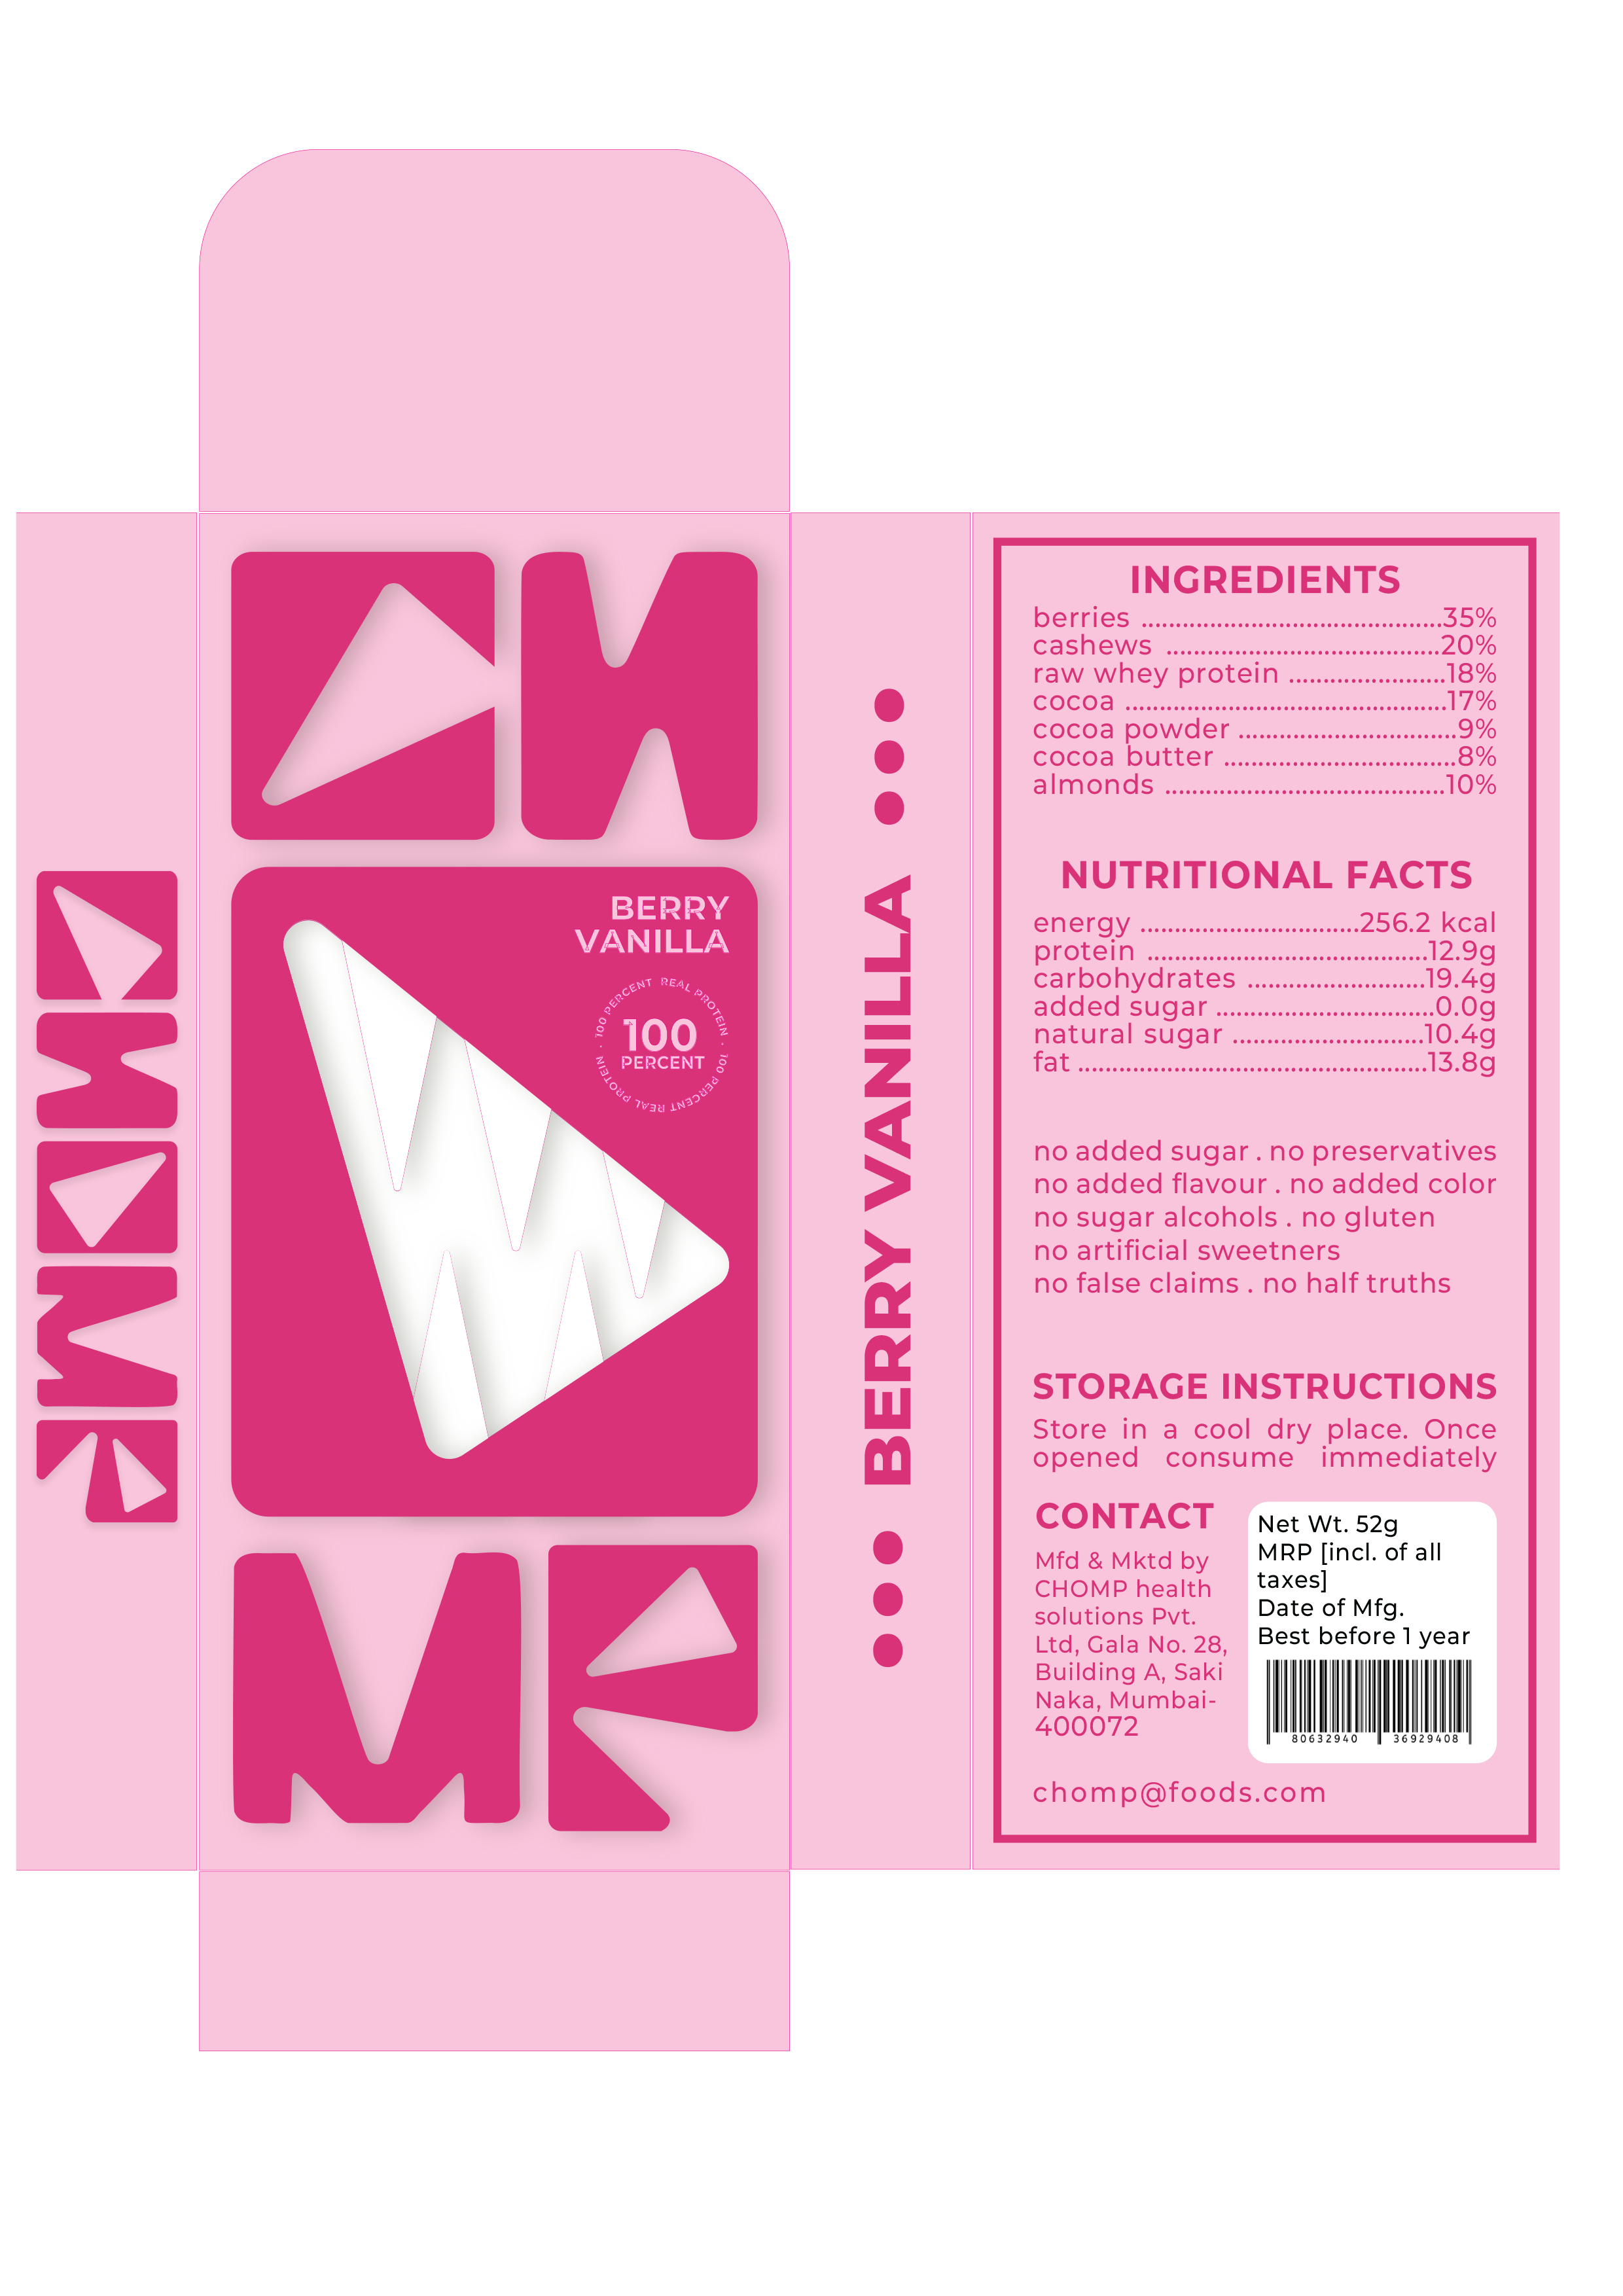 CHOMP
CH
O
MP
BERRY
VANILLA
100 PERCENT REAL PROTEIN · 100 PERCENT REAL PROTEIN ·
100
PERCENT
BERRY VANILLA
INGREDIENTS
berries ............................................35%
cashews ........................................20%
raw whey protein .......................18%
cocoa ...............................................17%
cocoa powder ................................9%
cocoa butter ..................................8%
almonds .........................................10%
NUTRITIONAL FACTS
energy ................................256.2 kcal
protein .........................................12.9g
carbohydrates ..........................19.4g
added sugar ................................0.0g
natural sugar ............................10.4g
fat ...................................................13.8g
no added sugar . no preservatives
no added flavour . no added color
no sugar alcohols . no gluten
no artificial sweetners
no false claims . no half truths
STORAGE INSTRUCTIONS
Store in a cool dry place. Once
opened consume immediately
CONTACT
Mfd & Mktd by
CHOMP health
solutions Pvt.
Ltd, Gala No. 28,
Building A, Saki
Naka, Mumbai-
400072
Net Wt. 52g
MRP [incl. of all
taxes]
Date of Mfg.
Best before 1 year
80632940 36929408
chomp@foods.com